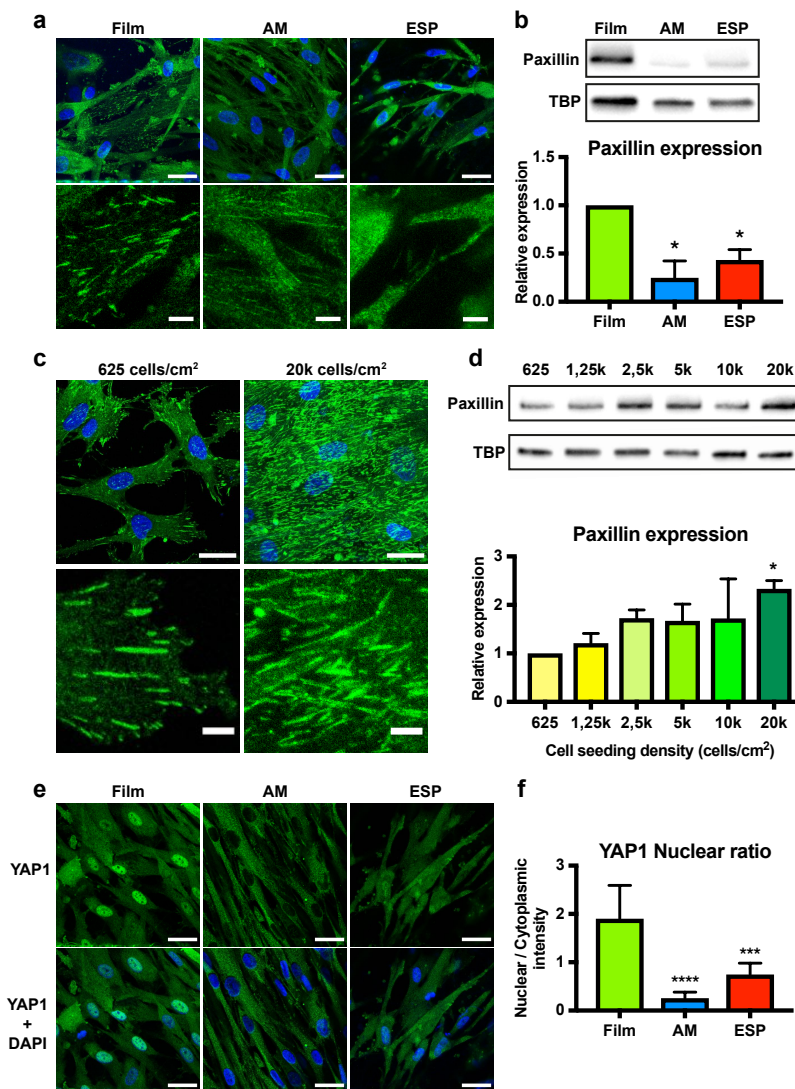 a
Film AM ESP
b
Film AM ESP
Paxillin
TBP
Paxillin expression
Relative expression
1.5
1.0
0.5
0.0
* *
Film AM ESP
c
625 cells/cm²
20k cells/cm²
d
625 1,25k 2,5k 5k 10k 20k
Paxillin
TBP
Paxillin expression
Relative expression
3
2
1
0
*
625 1,25k 2,5k 5k 10k 20k
Cell seeding density (cells/cm²)
e
Film AM ESP
YAP1
YAP1
+
DAPI
f
YAP1 Nuclear ratio
Nuclear / Cytoplasmic
intensity
3
2
1
0
**** ***
Film AM ESP